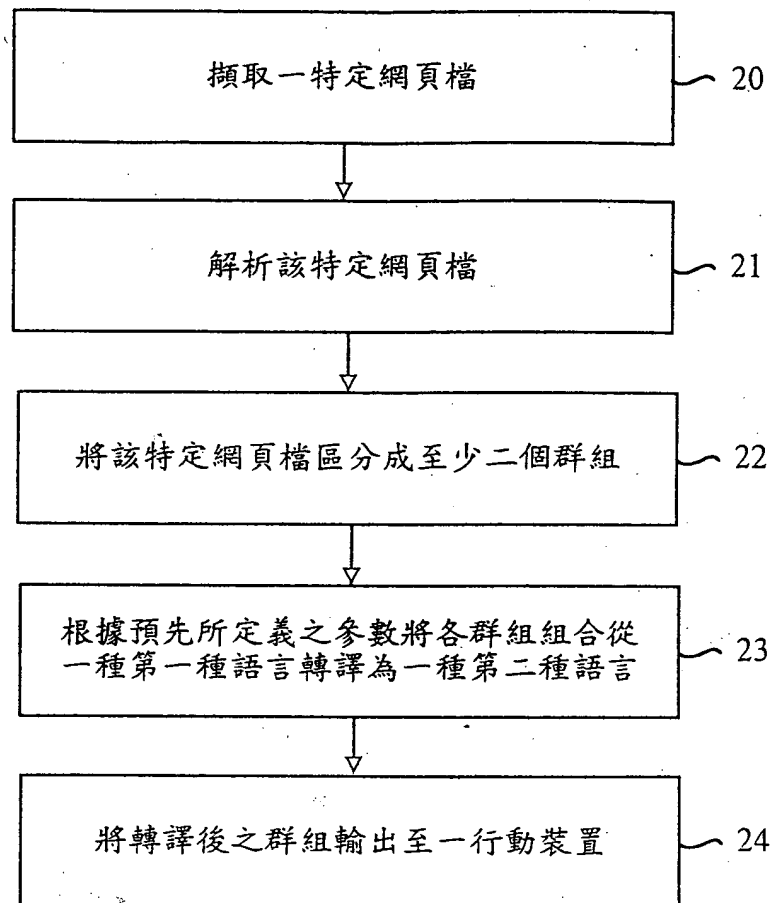 擷取一特定網頁檔
20
解析該特定網頁檔
21
將該特定網頁檔區分成至少二個群組
22
根據預先所定義之參數將各群組組合從
一種第一種語言轉譯為一種第二種語言
23
將轉譯後之群組輸出至一行動裝置
24